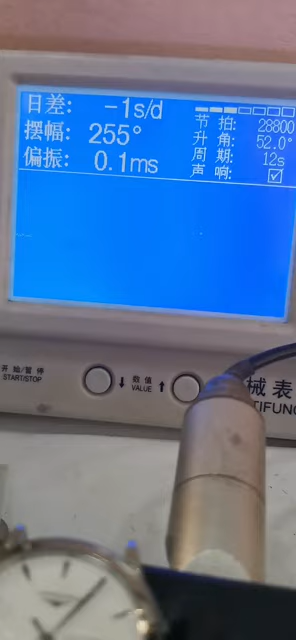 日差: -1s/d
摆幅: 255°
偏振: 0.1ms
节 拍: 28800
升 角: 52.0°
周 期: 12s
声 响: ☑
开 始/暂 停
START/STOP
↓ 数 值 ↑
VALUE
械表
TIFUNC